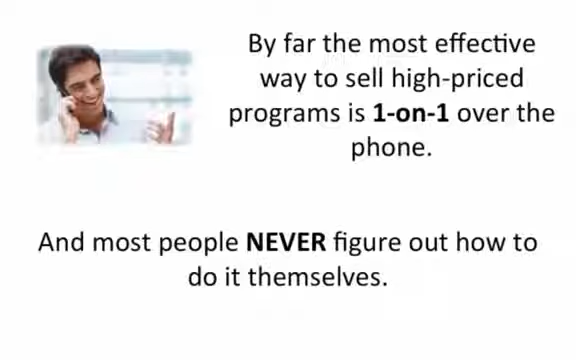 By far the most effective
way to sell high-priced
programs is 1-on-1 over the
phone.
And most people NEVER figure out how to
do it themselves.